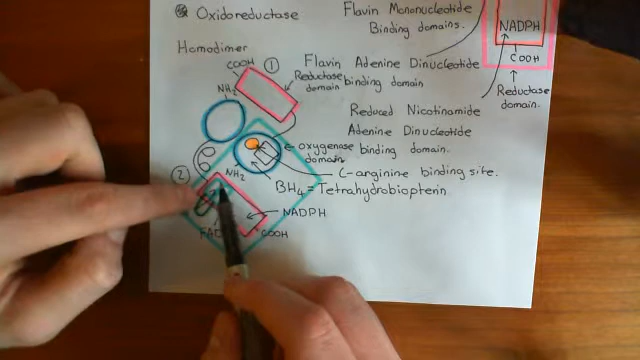 Oxidoreductase
Flavin Mononucleotide
Binding domains.
NADPH
COOH
Reductase
domain.
Homodimer
COOH
1
NH2
Reductase
domain
Flavin Adenine Dinucleotide
binding domain
Reduced Nicotinamide
Adenine Dinucleotide
binding domain.
oxygenase
domain
L-arginine binding site.
2
NH2
BH4 = Tetrahydrobiopterin
NADPH
COOH